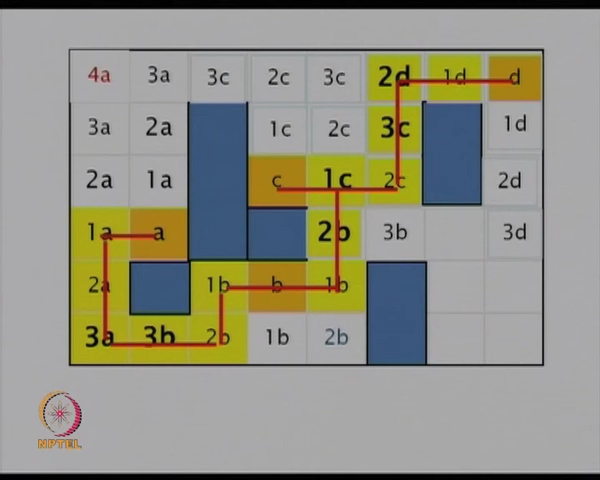 4a 3a 3c 2c 3c 2d 1d d
3a 2a 1c 2c 3c 1d
2a 1a c 1c 2c 2d
1a a 2b 3b 3d
2a 1b b 1b
3a 3b 2b 1b 2b
NPTEL